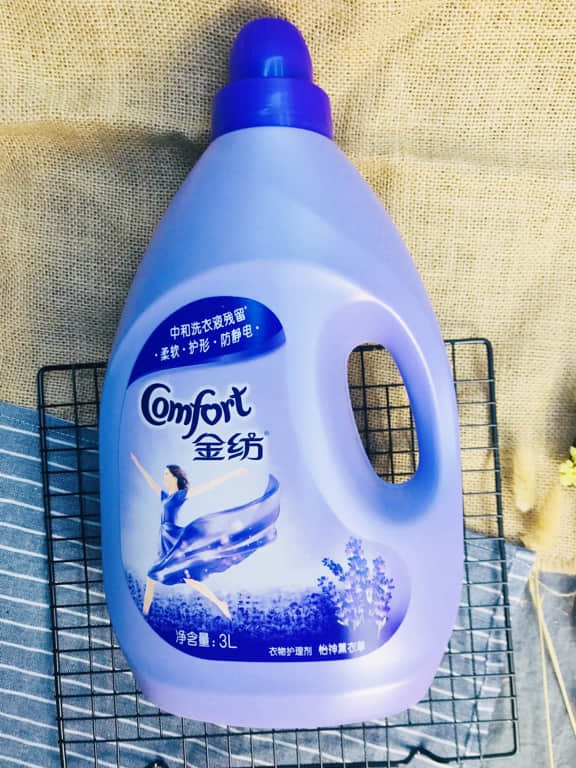 中和洗衣液残留
·柔软·护形·防静电·
Comfort
金纺®
净含量: 3L
衣物护理剂 怡神薰衣草